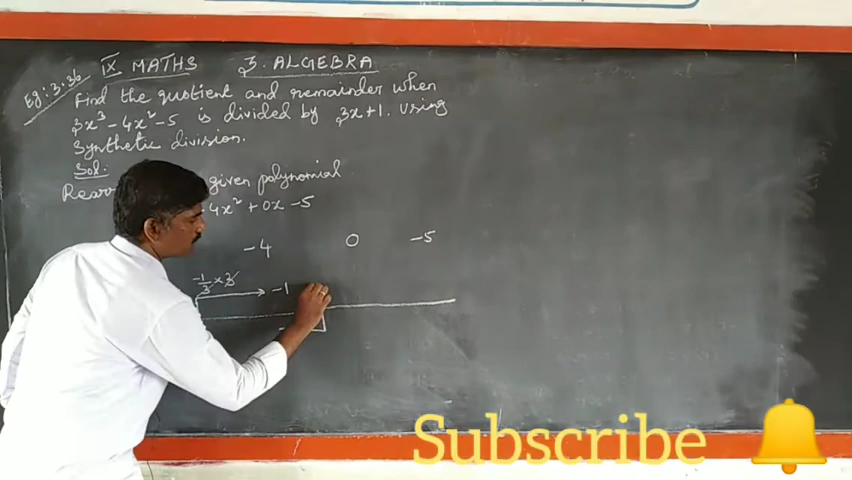 IX MATHS 3. ALGEBRA
Eg: 3.36
Find the quotient and remainder when
3x³ - 4x² - 5 is divided by 3x+1. using
Synthetic division.
Sol:
given polynomial
-4x² + 0x - 5
-4 0 -5
-1/3 × 3 → -1
Subscribe